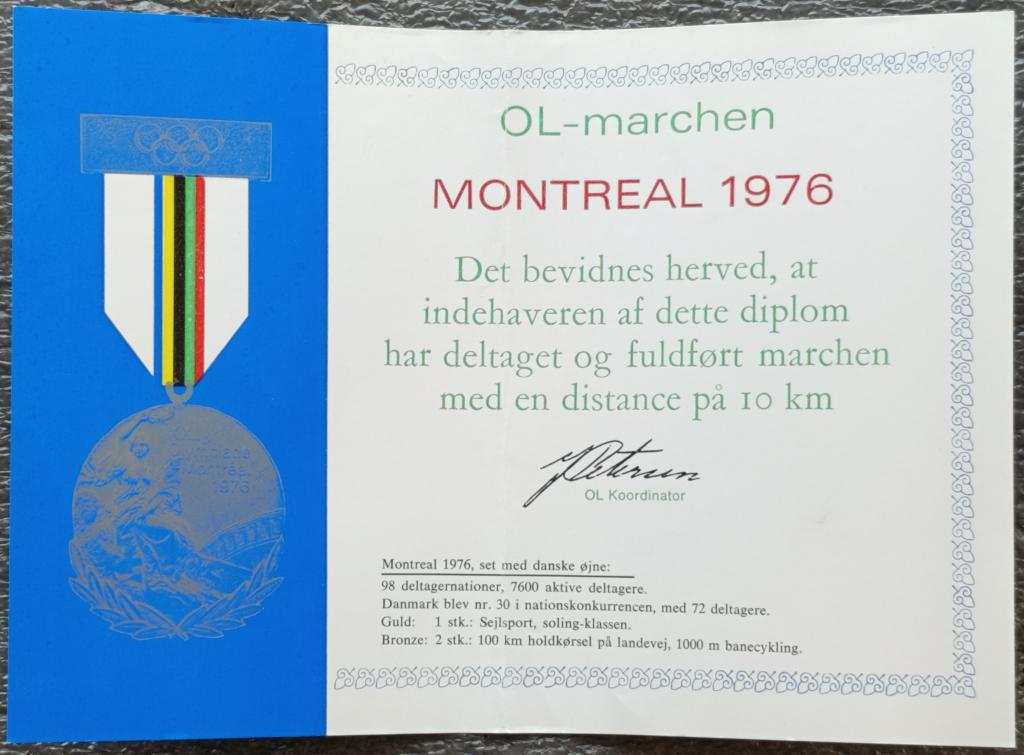 OL-marchen
MONTREAL 1976
Det bevidnes herved, at
indehaveren af dette diplom
har deltaget og fuldført marchen
med en distance på 10 km
Petersen
OL Koordinator
Montreal 1976, set med danske øjne:
98 deltagernationer, 7600 aktive deltagere.
Danmark blev nr. 30 i nationskonkurrencen, med 72 deltagere.
Guld: 1 stk.: Sejlsport, soling-klassen.
Bronze: 2 stk.: 100 km holdkørsel på landevej, 1000 m banecykling.
Montréal
1976